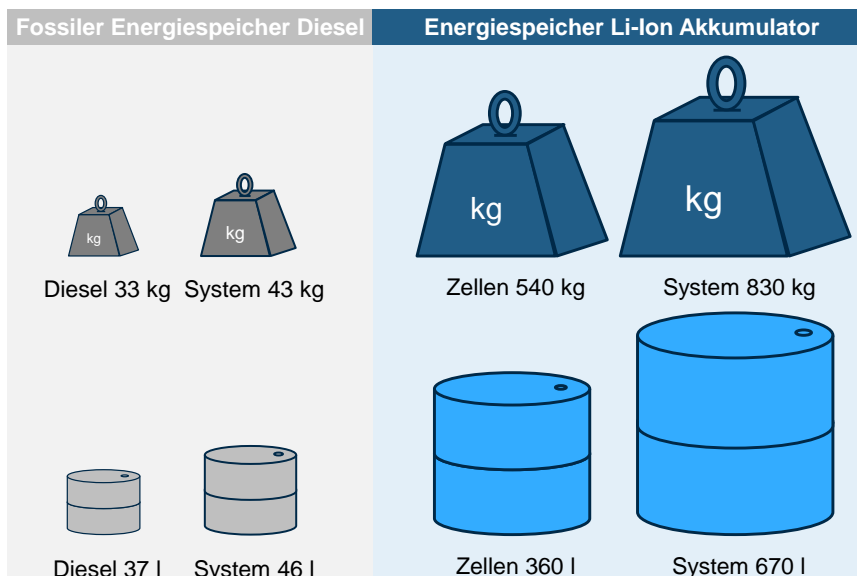 Fossiler Energiespeicher Diesel
Energiespeicher Li-Ion Akkumulator
kg
kg
kg
kg
Diesel 33 kg
System 43 kg
Zellen 540 kg
System 830 kg
Diesel 37 l
System 46 l
Zellen 360 l
System 670 l